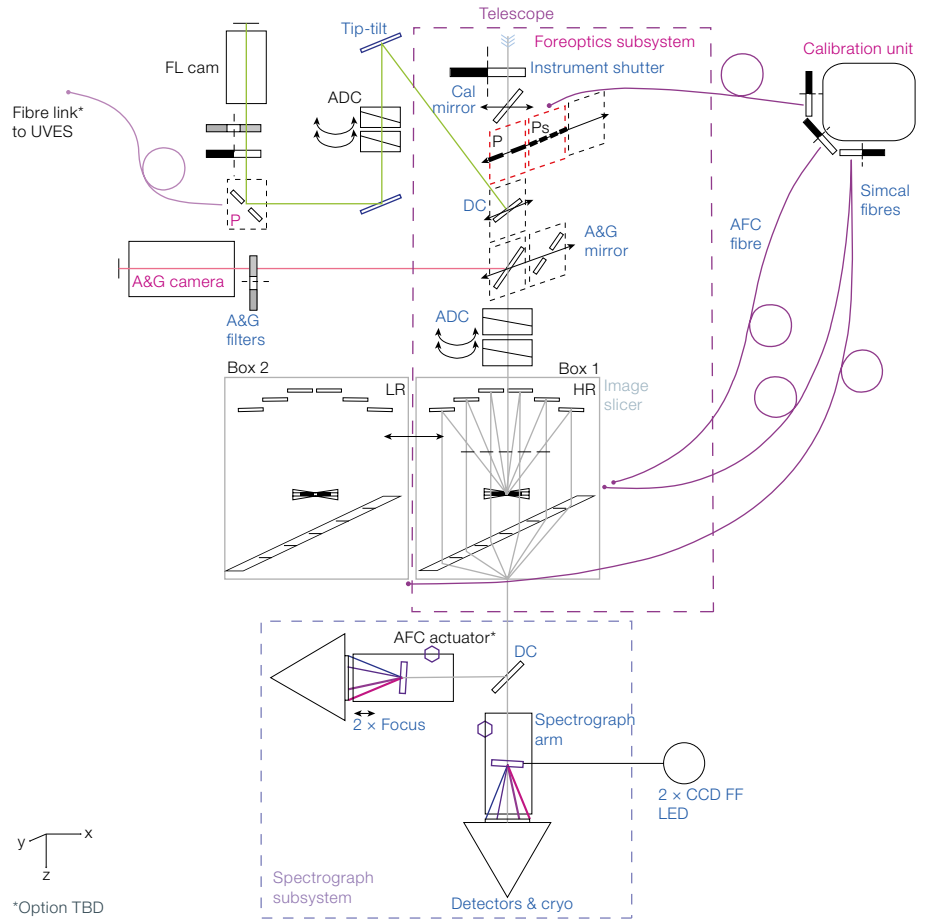 Telescope
Tip-tilt
Foreoptics subsystem
Calibration unit
FL cam
Instrument shutter
Cal
mirror
ADC
Fibre link*
to UVES
P
Ps
P
DC
Simcal
fibres
AFC
fibre
A&G
mirror
A&G camera
A&G
filters
ADC
Box 2
Box 1
LR
HR
Image
slicer
AFC actuator*
DC
2 × Focus
Spectrograph
arm
2 × CCD FF
LED
x
y
z
Spectrograph
subsystem
Detectors & cryo
*Option TBD